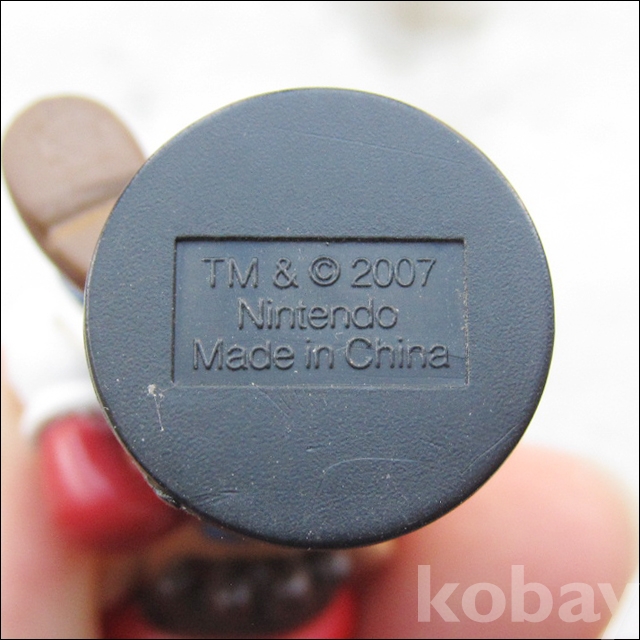 TM & © 2007
Nintendo
Made in China
kobay